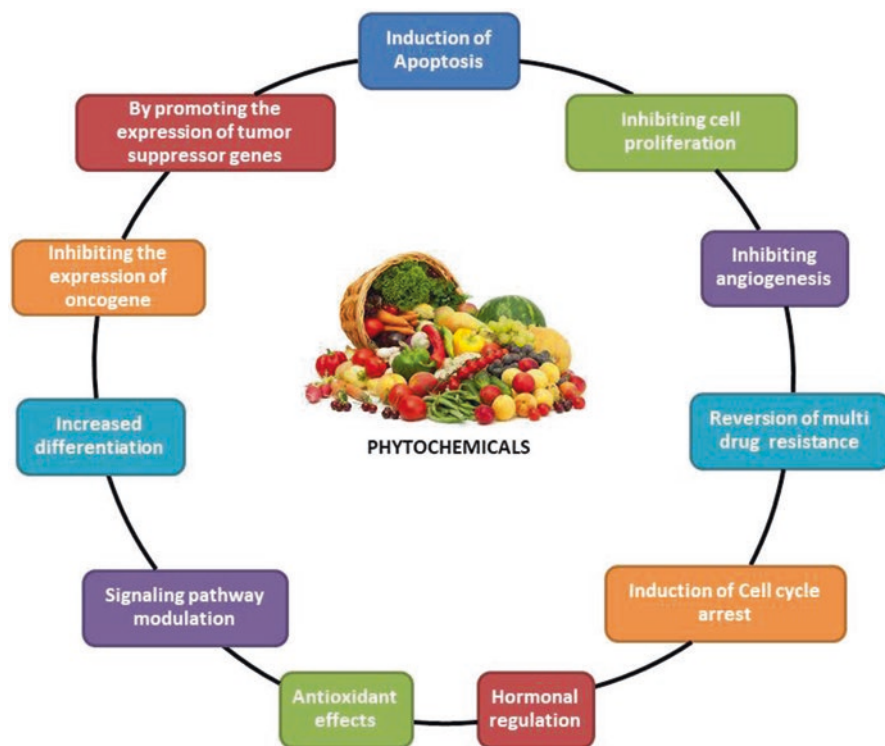 Induction of
Apoptosis
By promoting the
expression of tumor
suppressor genes
Inhibiting cell
proliferation
Inhibiting the
expression of
oncogene
Inhibiting
angiogenesis
Increased
differentiation
PHYTOCHEMICALS
Reversion of multi
drug resistance
Signaling pathway
modulation
Induction of Cell cycle
arrest
Antioxidant
effects
Hormonal
regulation